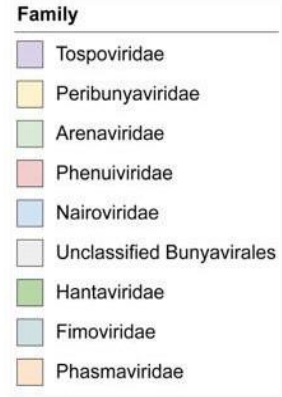 Family
Tospoviridae
Peribunyaviridae
Arenaviridae
Phenuiviridae
Nairoviridae
Unclassified Bunyavirales
Hantaviridae
Fimoviridae
Phasmaviridae